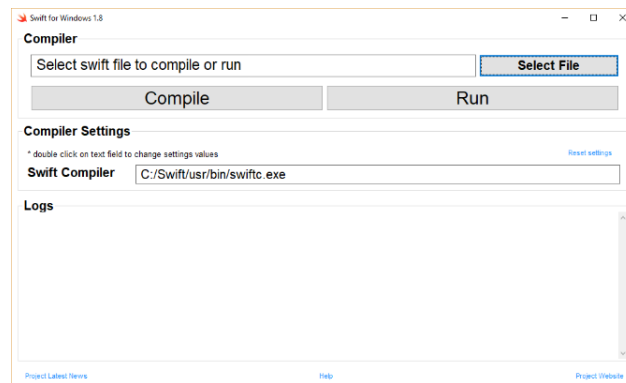 Swift for Windows 1.8
Compiler
Select swift file to compile or run
Select File
Compile
Run
Compiler Settings
* double click on text field to change settings values
Reset settings
Swift Compiler
C:/Swift/usr/bin/swiftc.exe
Logs
Project Latest News
Help
Project Website